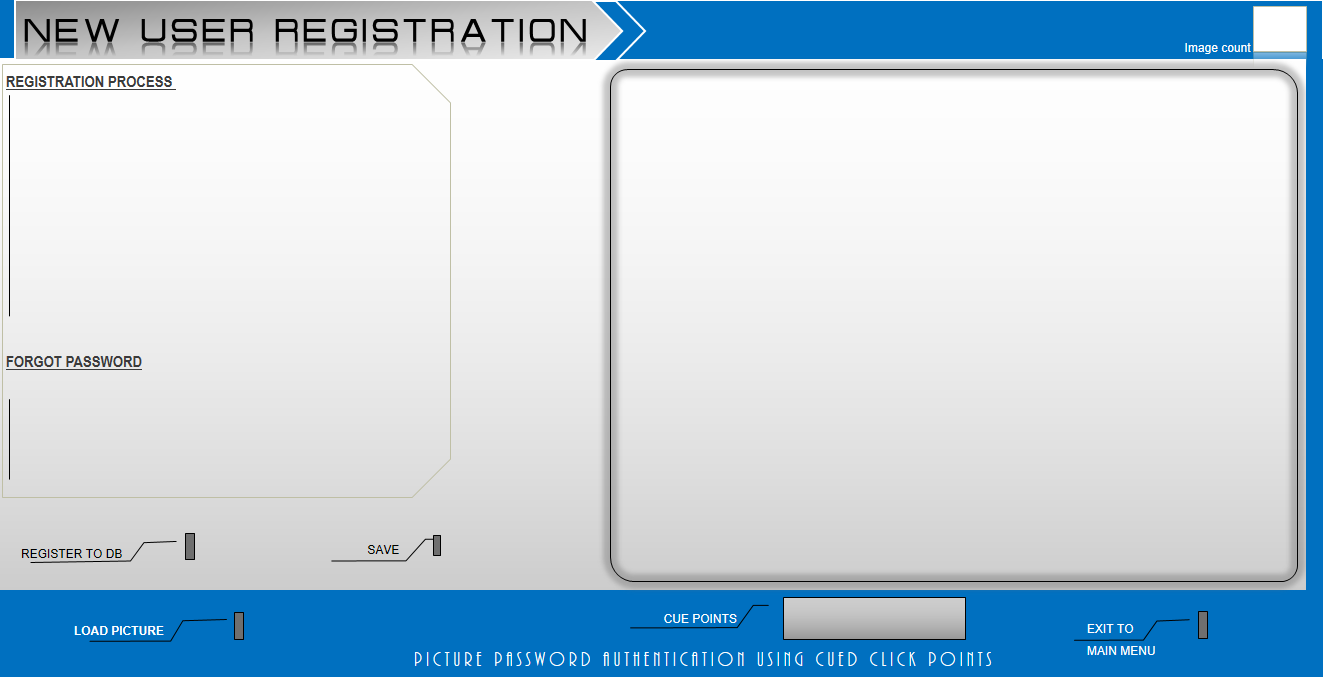 NEW USER REGISTRATION
Image count
REGISTRATION PROCESS
FORGOT PASSWORD
REGISTER TO DB
SAVE
LOAD PICTURE
CUE POINTS
EXIT TO
MAIN MENU
PICTURE PASSWORD AUTHENTICATION USING CUED CLICK POINTS